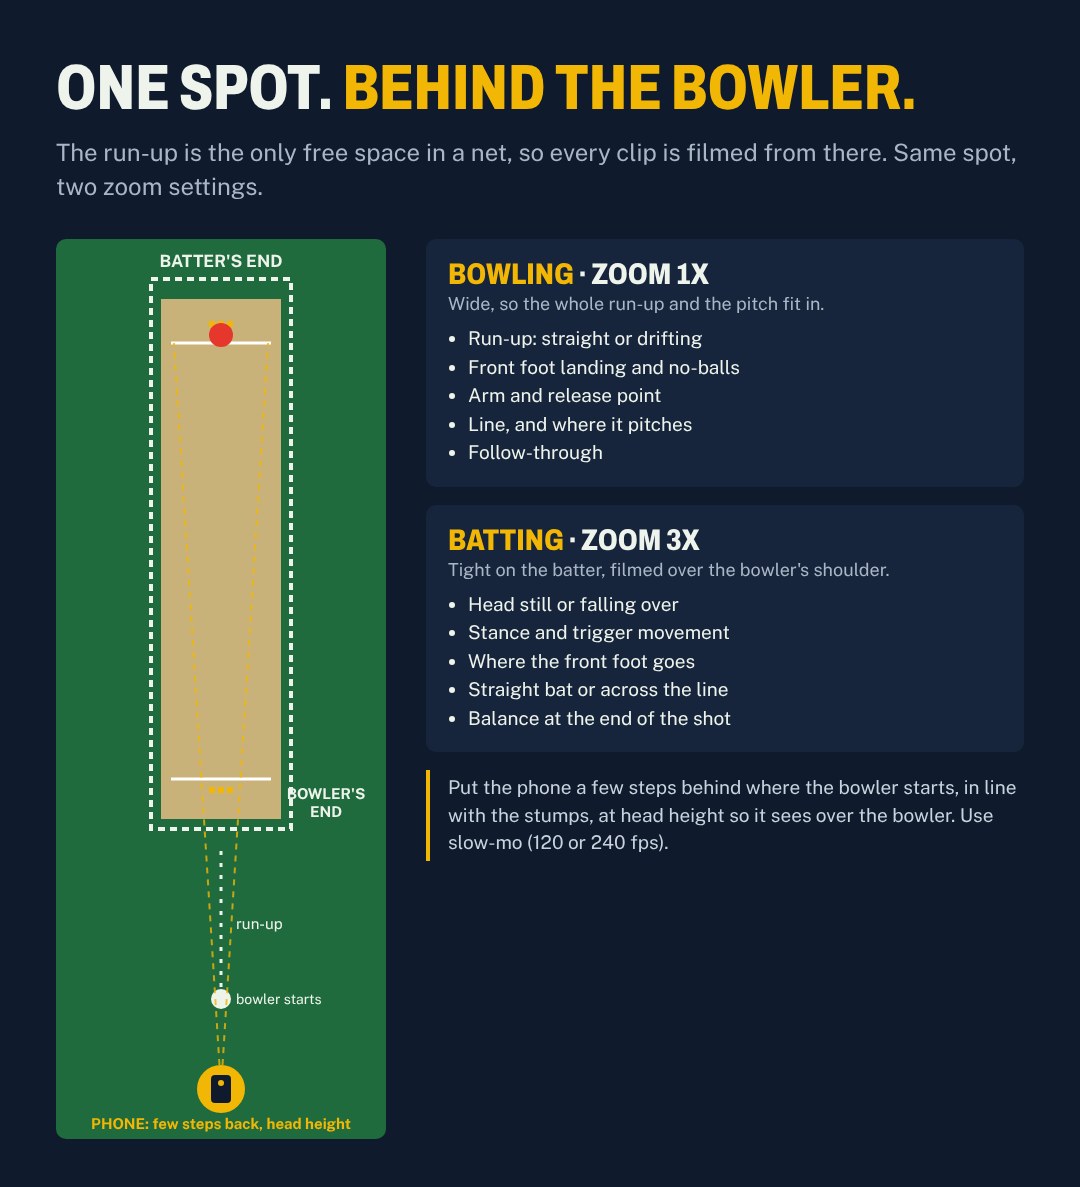 ONE SPOT. BEHIND THE BOWLER.
The run-up is the only free space in a net, so every clip is filmed from there. Same spot,
two zoom settings.
BATTER'S END
BOWLER'S
END
run-up
bowler starts
PHONE: few steps back, head height
BOWLING · ZOOM 1X
Wide, so the whole run-up and the pitch fit in.
• Run-up: straight or drifting
• Front foot landing and no-balls
• Arm and release point
• Line, and where it pitches
• Follow-through
BATTING · ZOOM 3X
Tight on the batter, filmed over the bowler's shoulder.
• Head still or falling over
• Stance and trigger movement
• Where the front foot goes
• Straight bat or across the line
• Balance at the end of the shot
Put the phone a few steps behind where the bowler starts, in line
with the stumps, at head height so it sees over the bowler. Use
slow-mo (120 or 240 fps).